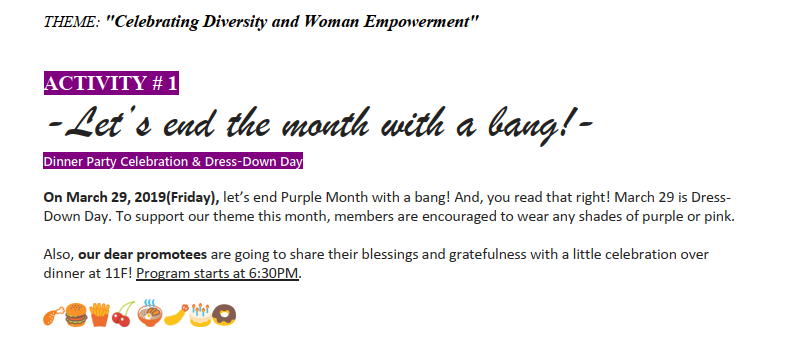 THEME: "Celebrating Diversity and Woman Empowerment"
ACTIVITY # 1
-Let's end the month with a bang!-
Dinner Party Celebration & Dress-Down Day
On March 29, 2019(Friday), let’s end Purple Month with a bang! And, you read that right! March 29 is Dress-
Down Day. To support our theme this month, members are encouraged to wear any shades of purple or pink.
Also, our dear promotees are going to share their blessings and gratefulness with a little celebration over
dinner at 11F! Program starts at 6:30PM.